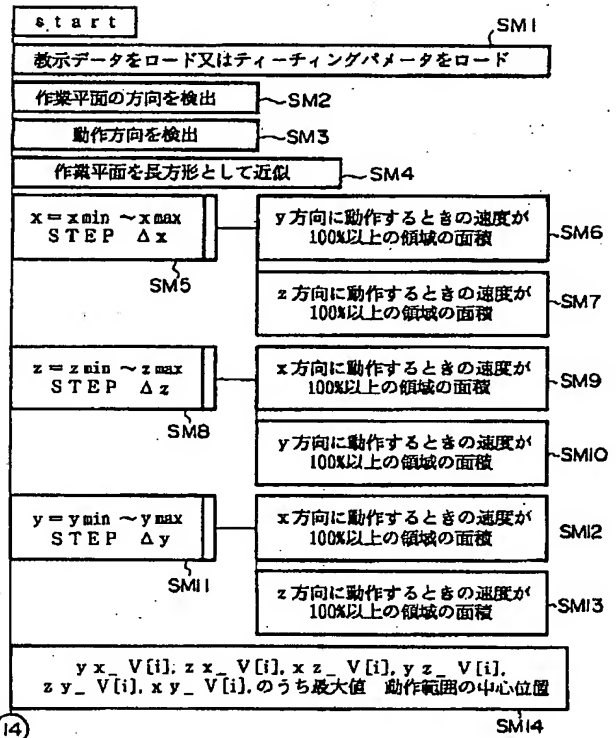 start
SM1
教示データをロード又はティーチングパメータをロード
作業平面の方向を検出
SM2
動作方向を検出
SM3
作業平面を長方形として近似
SM4
x=xmin ~xmax
STEP Δx
SM5
y方向に動作するときの速度が
100%以上の領域の面積
SM6
z方向に動作するときの速度が
100%以上の領域の面積
SM7
z=zmin ~zmax
STEP Δz
SM8
x方向に動作するときの速度が
100%以上の領域の面積
SM9
y方向に動作するときの速度が
100%以上の領域の面積
SM10
y=ymin ~ymax
STEP Δy
SM11
x方向に動作するときの速度が
100%以上の領域の面積
SM12
z方向に動作するときの速度が
100%以上の領域の面積
SM13
yx_V[i]; zx_V[i], xz_V[i], yz_V[i],
zy_V[i], xy_V[i], のうち最大値 動作範囲の中心位置
SM14
14